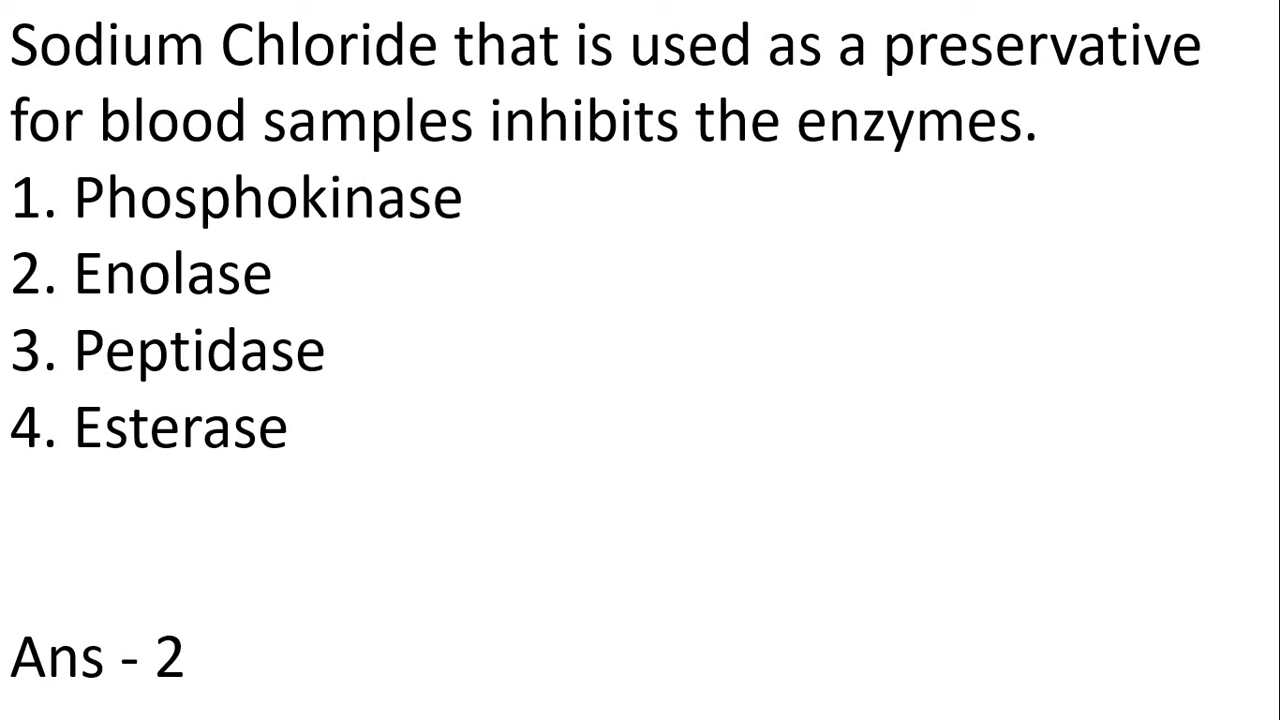 Sodium Chloride that is used as a preservative
for blood samples inhibits the enzymes.
1. Phosphokinase
2. Enolase
3. Peptidase
4. Esterase
Ans - 2